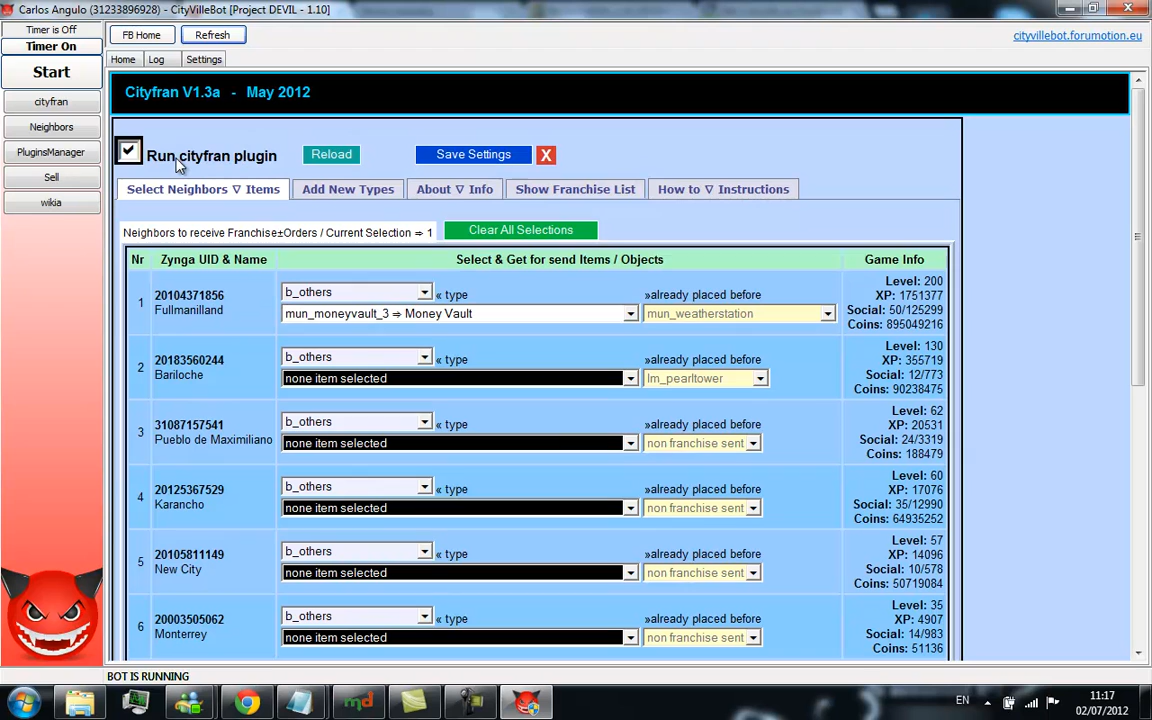 Carlos Angulo (31233896928) - CityVilleBot [Project DEVIL - 1.10]
Timer is Off
Timer On
Start
cityfran
Neighbors
PluginsManager
Sell
wikia
FB Home
Refresh
cityvillebot.forumotion.eu
Home
Log
Settings
Cityfran V1.3a - May 2012
Run cityfran plugin
Reload
Save Settings
X
Select Neighbors ∇ Items
Add New Types
About ∇ Info
Show Franchise List
How to ∇ Instructions
Neighbors to receive Franchise±Orders / Current Selection ⇒ 1
Clear All Selections
Nr
Zynga UID & Name
Select & Get for send Items / Objects
Game Info
1
20104371856
Fullmanilland
b_others
« type
»already placed before
mun_moneyvault_3 ⇒ Money Vault
mun_weatherstation
Level: 200
XP: 1751377
Social: 50/125299
Coins: 895049216
2
20183560244
Bariloche
b_others
« type
»already placed before
none item selected
lm_pearltower
Level: 130
XP: 355719
Social: 12/773
Coins: 90238475
3
31087157541
Pueblo de Maximiliano
b_others
« type
»already placed before
none item selected
non franchise sent
Level: 62
XP: 20531
Social: 24/3319
Coins: 188479
4
20125367529
Karancho
b_others
« type
»already placed before
none item selected
non franchise sent
Level: 60
XP: 17076
Social: 35/12990
Coins: 64935252
5
20105811149
New City
b_others
« type
»already placed before
none item selected
non franchise sent
Level: 57
XP: 14096
Social: 10/578
Coins: 50719084
6
20003505062
Monterrey
b_others
« type
»already placed before
none item selected
non franchise sent
Level: 35
XP: 4907
Social: 14/983
Coins: 51136
BOT IS RUNNING
md
EN
11:17
02/07/2012